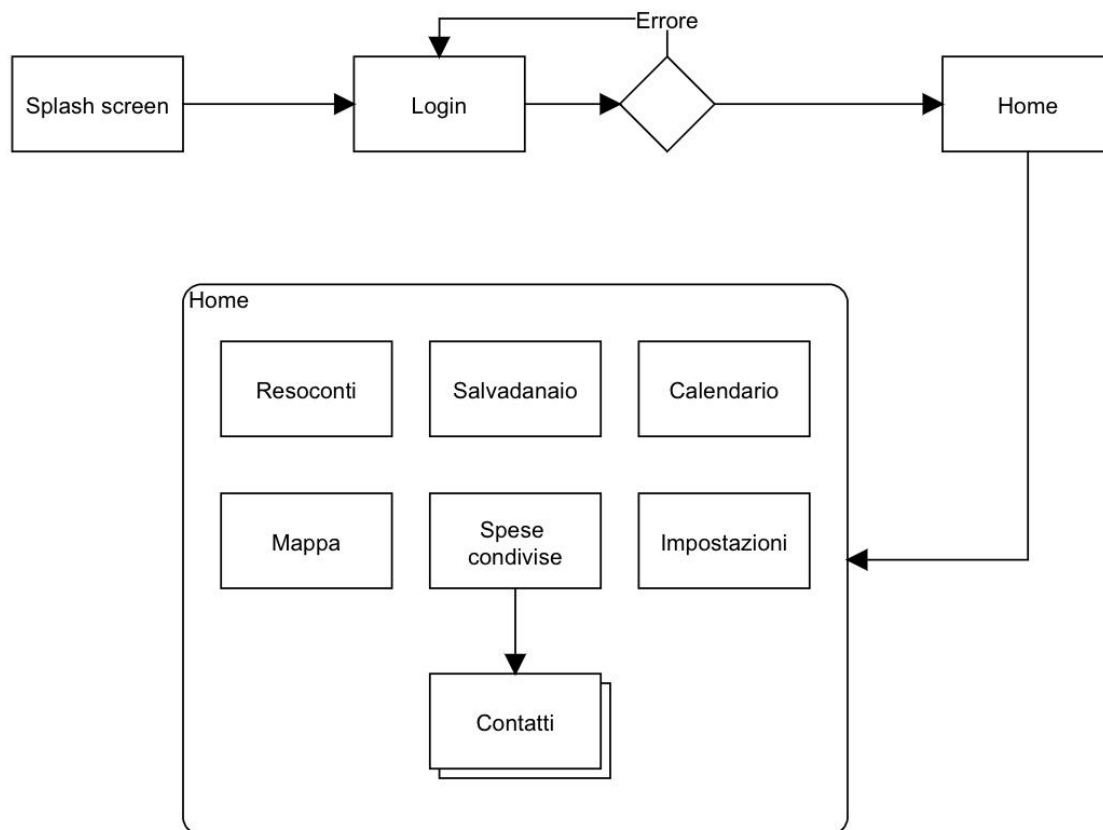 Errore
Splash screen
Login
Home
Home
Resoconti
Salvadanaio
Calendario
Mappa
Spese
condivise
Impostazioni
Contatti